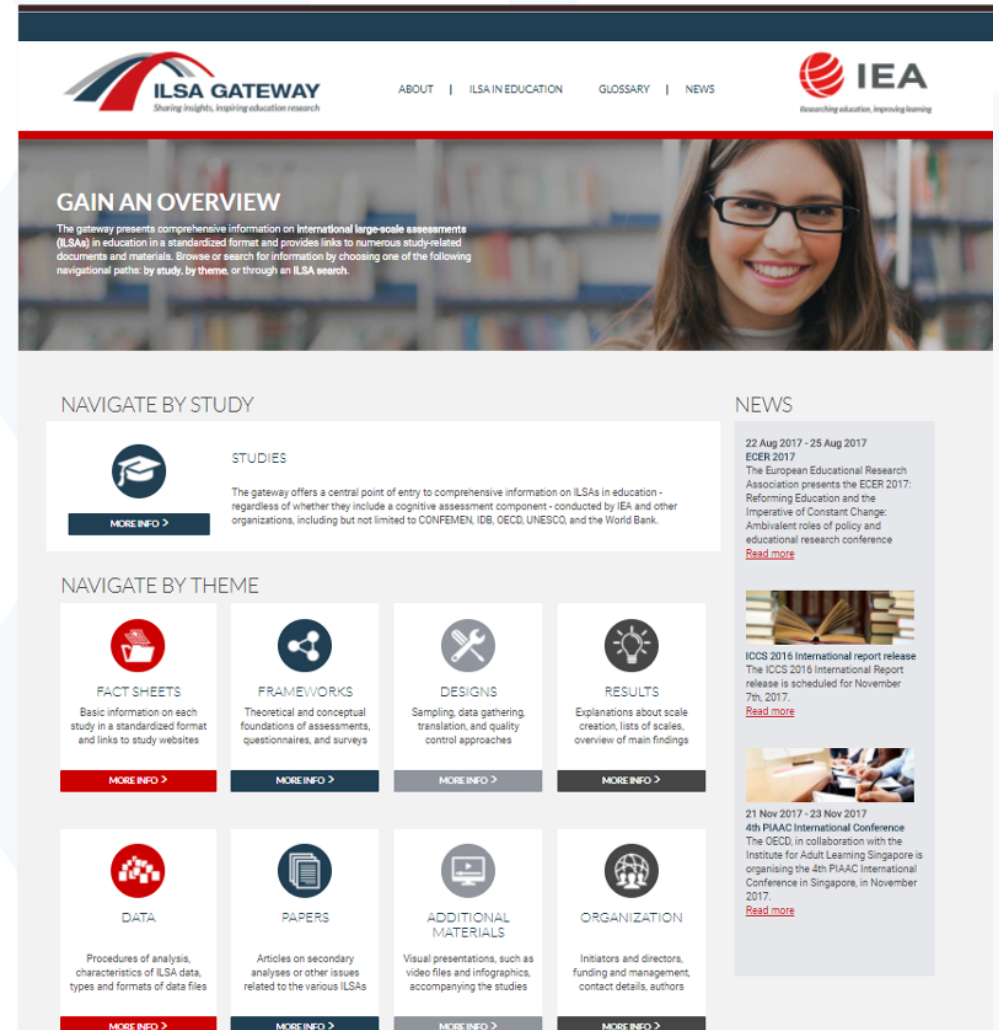 ILSA GATEWAY
Sharing insights, inspiring education research
ABOUT | ILSA IN EDUCATION GLOSSARY | NEWS
IEA
Researching education, improving learning
GAIN AN OVERVIEW
The gateway presents comprehensive information on international large-scale assessments
(ILSAs) in education in a standardized format and provides links to numerous study-related
documents and materials. Browse or search for information by choosing one of the following
navigational paths: by study, by theme, or through an ILSA search.
NAVIGATE BY STUDY
STUDIES
The gateway offers a central point of entry to comprehensive information on ILSAs in education -
regardless of whether they include a cognitive assessment component - conducted by IEA and other
organizations, including but not limited to CONFEMEN, IDB, OECD, UNESCO, and the World Bank.
MORE INFO >
NAVIGATE BY THEME
FACT SHEETS
Basic information on each
study in a standardized format
and links to study websites
MORE INFO >
FRAMEWORKS
Theoretical and conceptual
foundations of assessments,
questionnaires, and surveys
MORE INFO >
DESIGNS
Sampling, data gathering,
translation, and quality
control approaches
MORE INFO >
RESULTS
Explanations about scale
creation, lists of scales,
overview of main findings
MORE INFO >
DATA
Procedures of analysis,
characteristics of ILSA data,
types and formats of data files
MORE INFO >
PAPERS
Articles on secondary
analyses or other issues
related to the various ILSAs
MORE INFO >
ADDITIONAL
MATERIALS
Visual presentations, such as
video files and infographics,
accompanying the studies
MORE INFO >
ORGANIZATION
Initiators and directors,
funding and management,
contact details, authors
MORE INFO >
NEWS
22 Aug 2017 - 25 Aug 2017
ECER 2017
The European Educational Research
Association presents the ECER 2017:
Reforming Education and the
Imperative of Constant Change:
Ambivalent roles of policy and
educational research conference
Read more
ICCS 2016 International report release
The ICCS 2016 International Report
release is scheduled for November
7th, 2017.
Read more
21 Nov 2017 - 23 Nov 2017
4th PIAAC International Conference
The OECD, in collaboration with the
Institute for Adult Learning Singapore is
organising the 4th PIAAC International
Conference in Singapore, in November
2017.
Read more